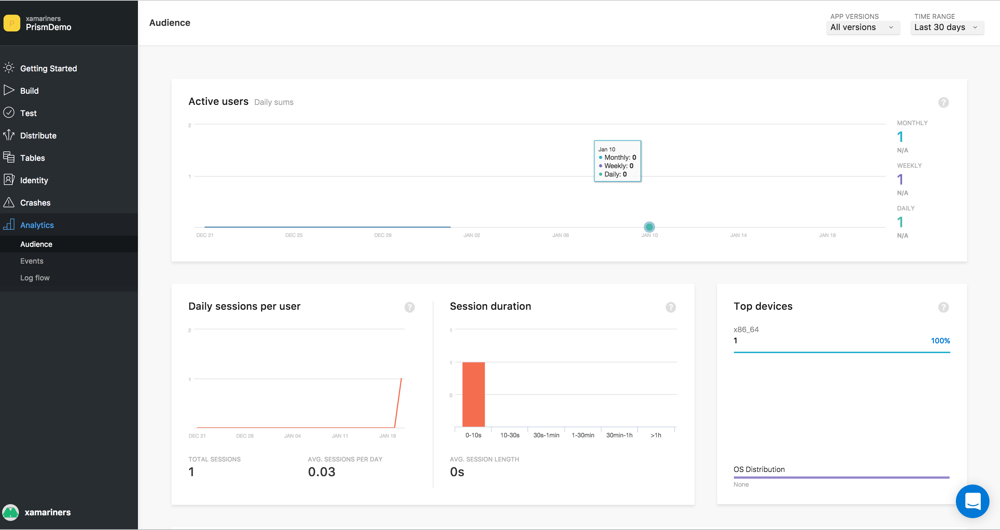 P
xamariners
PrismDemo
Getting Started
Build
Test
Distribute
Tables
Identity
Crashes
Analytics
Audience
Events
Log flow
xamariners
Audience
APP VERSIONS
All versions
TIME RANGE
Last 30 days
Active users Daily sums
?
2
1
Jan 10
Monthly: 0
Weekly: 0
Daily: 0
DEC 21 DEC 25 DEC 29 JAN 02 JAN 06 JAN 10 JAN 14 JAN 18
MONTHLY
1
N/A
WEEKLY
1
N/A
DAILY
1
N/A
Daily sessions per user
?
2
1
DEC 21 DEC 28 JAN 04 JAN 11 JAN 18
TOTAL SESSIONS
1
AVG. SESSIONS PER DAY
0.03
Session duration
?
1
1
0
0-10s 10-30s 30s-1min 1-30min 30min-1h >1h
AVG. SESSION LENGTH
0s
Top devices
?
x86_64
1 100%
OS Distribution
None